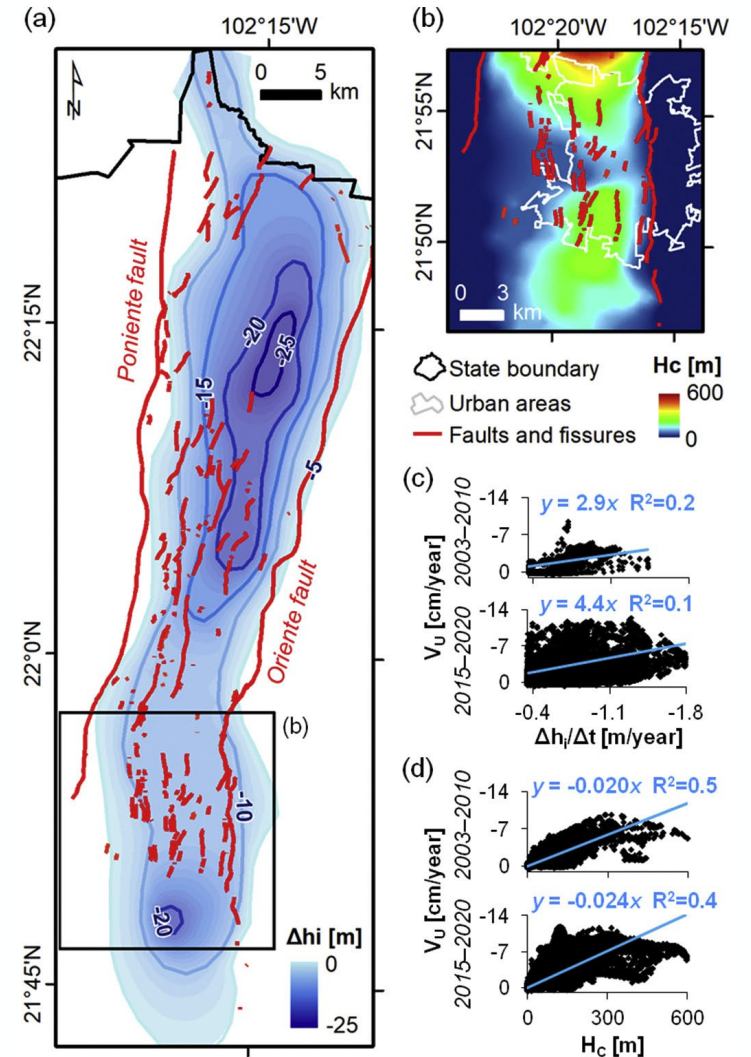 (a)
102°15'W
0 5
km
N
22°15'N
22°0'N
21°45'N
Poniente fault
Oriente fault
-20
-25
-15
-5
(b)
-10
-20
Δhi [m]
0
-25
(b)
102°20'W 102°15'W
21°55'N
21°50'N
0 3
km
State boundary
Urban areas
Faults and fissures
Hc [m]
600
0
(c)
y = 2.9x R²=0.2
-14
-7
0
2003–2010
y = 4.4x R²=0.1
-14
-7
0
2015–2020
V_U [cm/year]
-0.4 -1.1 -1.8
Δh_i/Δt [m/year]
(d)
y = -0.020x R²=0.5
-14
-7
0
2003–2010
y = -0.024x R²=0.4
-14
-7
0
2015–2020
V_U [cm/year]
0 300 600
H_C [m]